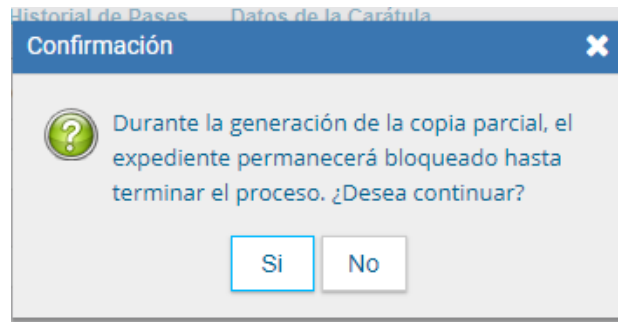 Historial de Pases Datos de la Carátula
Confirmación
Durante la generación de la copia parcial, el
expediente permanecerá bloqueado hasta
terminar el proceso. ¿Desea continuar?
Si No